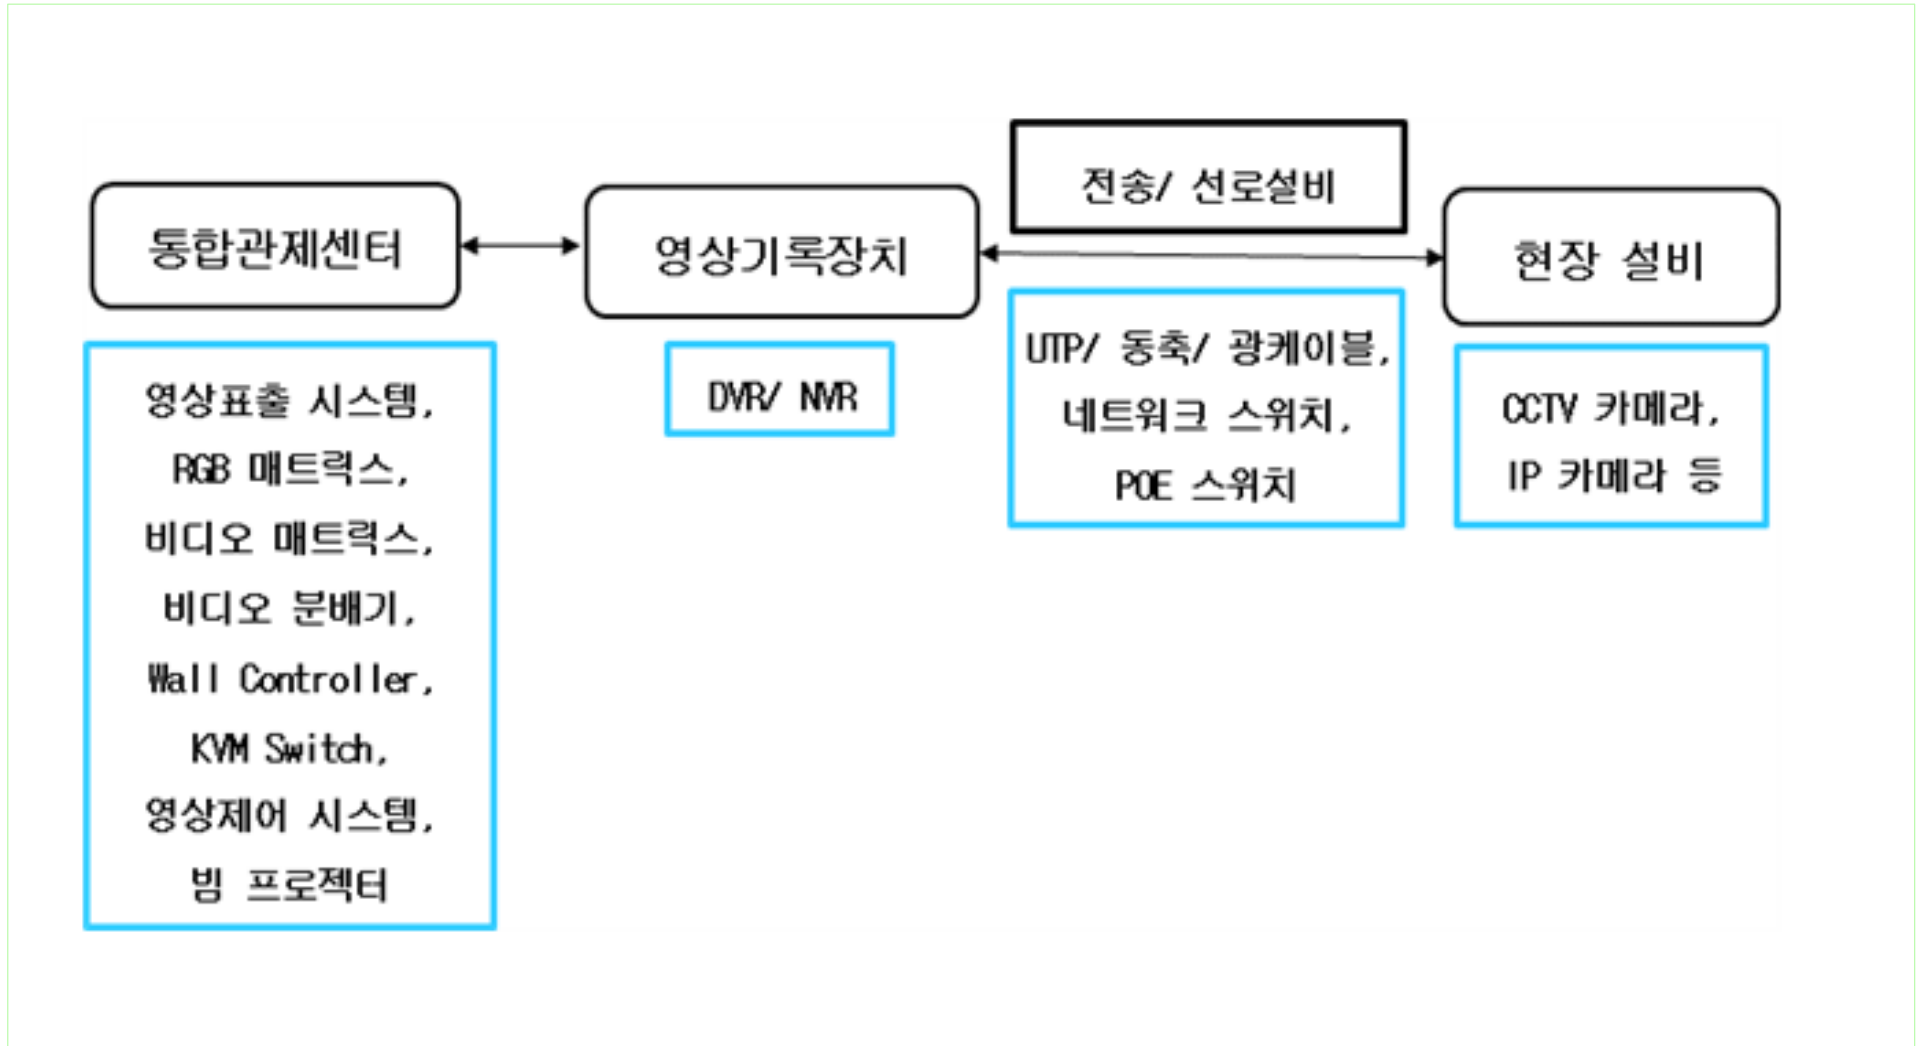 통합관제센터
영상기록장치
전송/ 선로설비
현장 설비
영상표출 시스템,
RGB 매트릭스,
비디오 매트릭스,
비디오 분배기,
Wall Controller,
KVM Switch,
영상제어 시스템,
빔 프로젝터
DVR/ NVR
UTP/ 동축/ 광케이블,
네트워크 스위치,
POE 스위치
CCTV 카메라,
IP 카메라 등